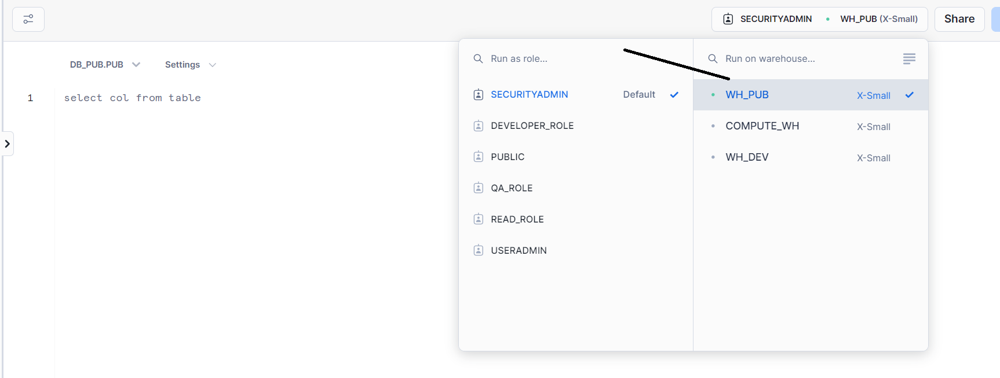 SECURITYADMIN WH_PUB (X-Small) Share
DB_PUB.PUB Settings
1 select col from table
Run as role...
SECURITYADMIN Default
DEVELOPER_ROLE
PUBLIC
QA_ROLE
READ_ROLE
USERADMIN
Run on warehouse...
WH_PUB X-Small
COMPUTE_WH X-Small
WH_DEV X-Small